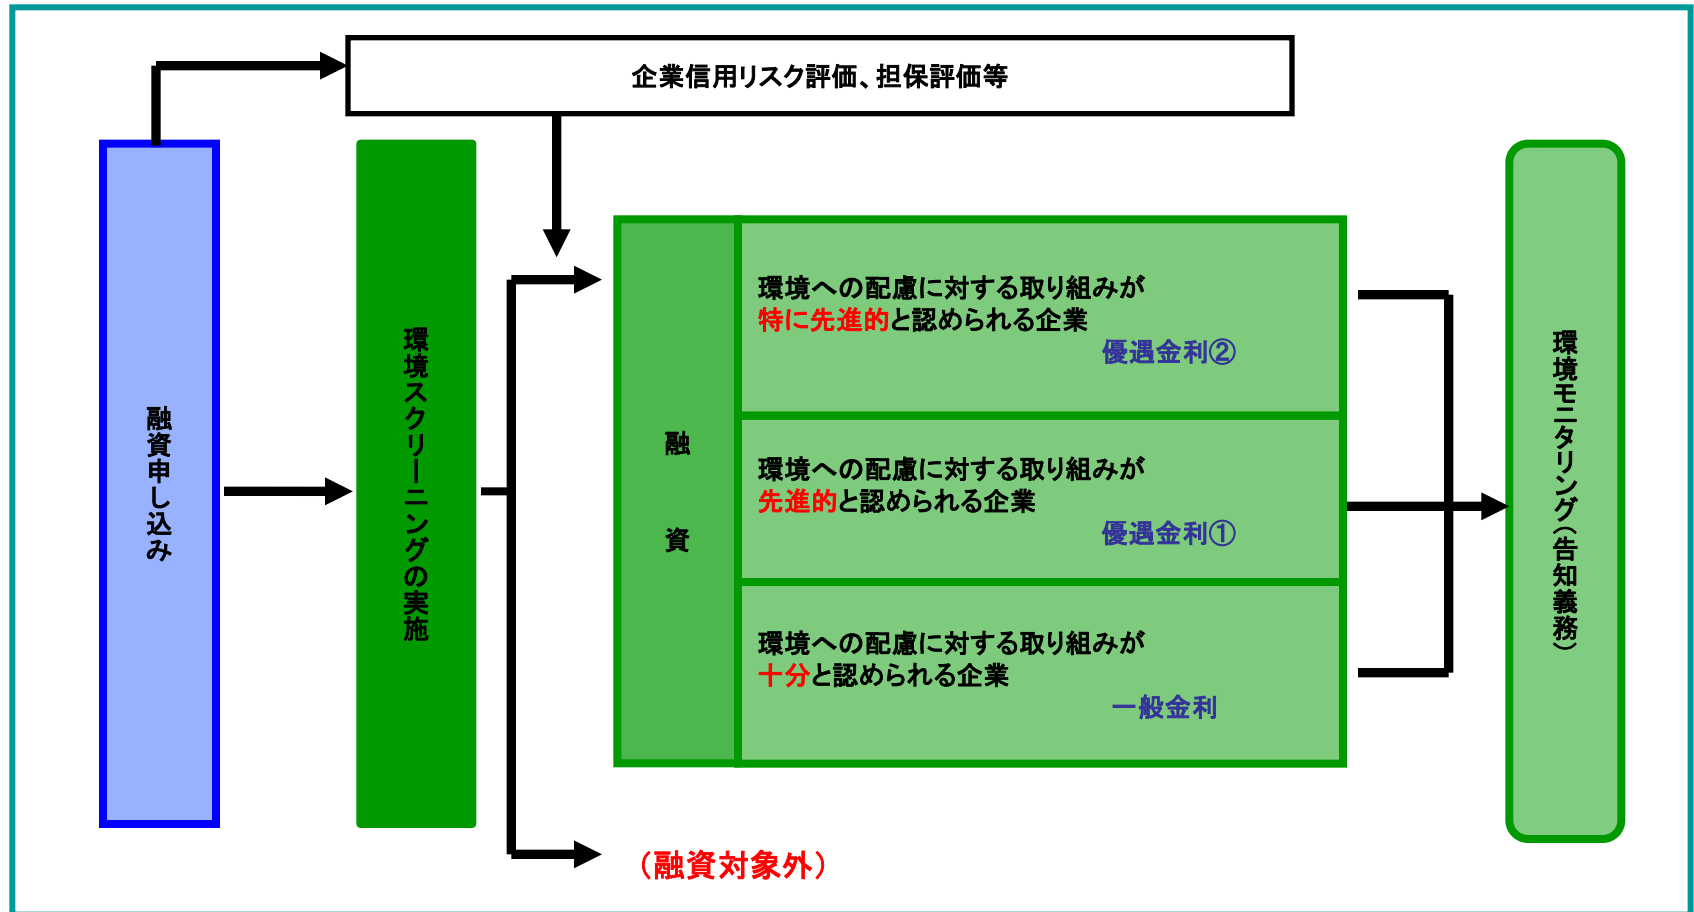 企業信用リスク評価、担保評価等
融資申し込み
環境スクリーニングの実施
融資
環境への配慮に対する取り組みが
特に先進的と認められる企業
優遇金利②
環境への配慮に対する取り組みが
先進的と認められる企業
優遇金利①
環境への配慮に対する取り組みが
十分と認められる企業
一般金利
(融資対象外)
環境モニタリング(告知義務)